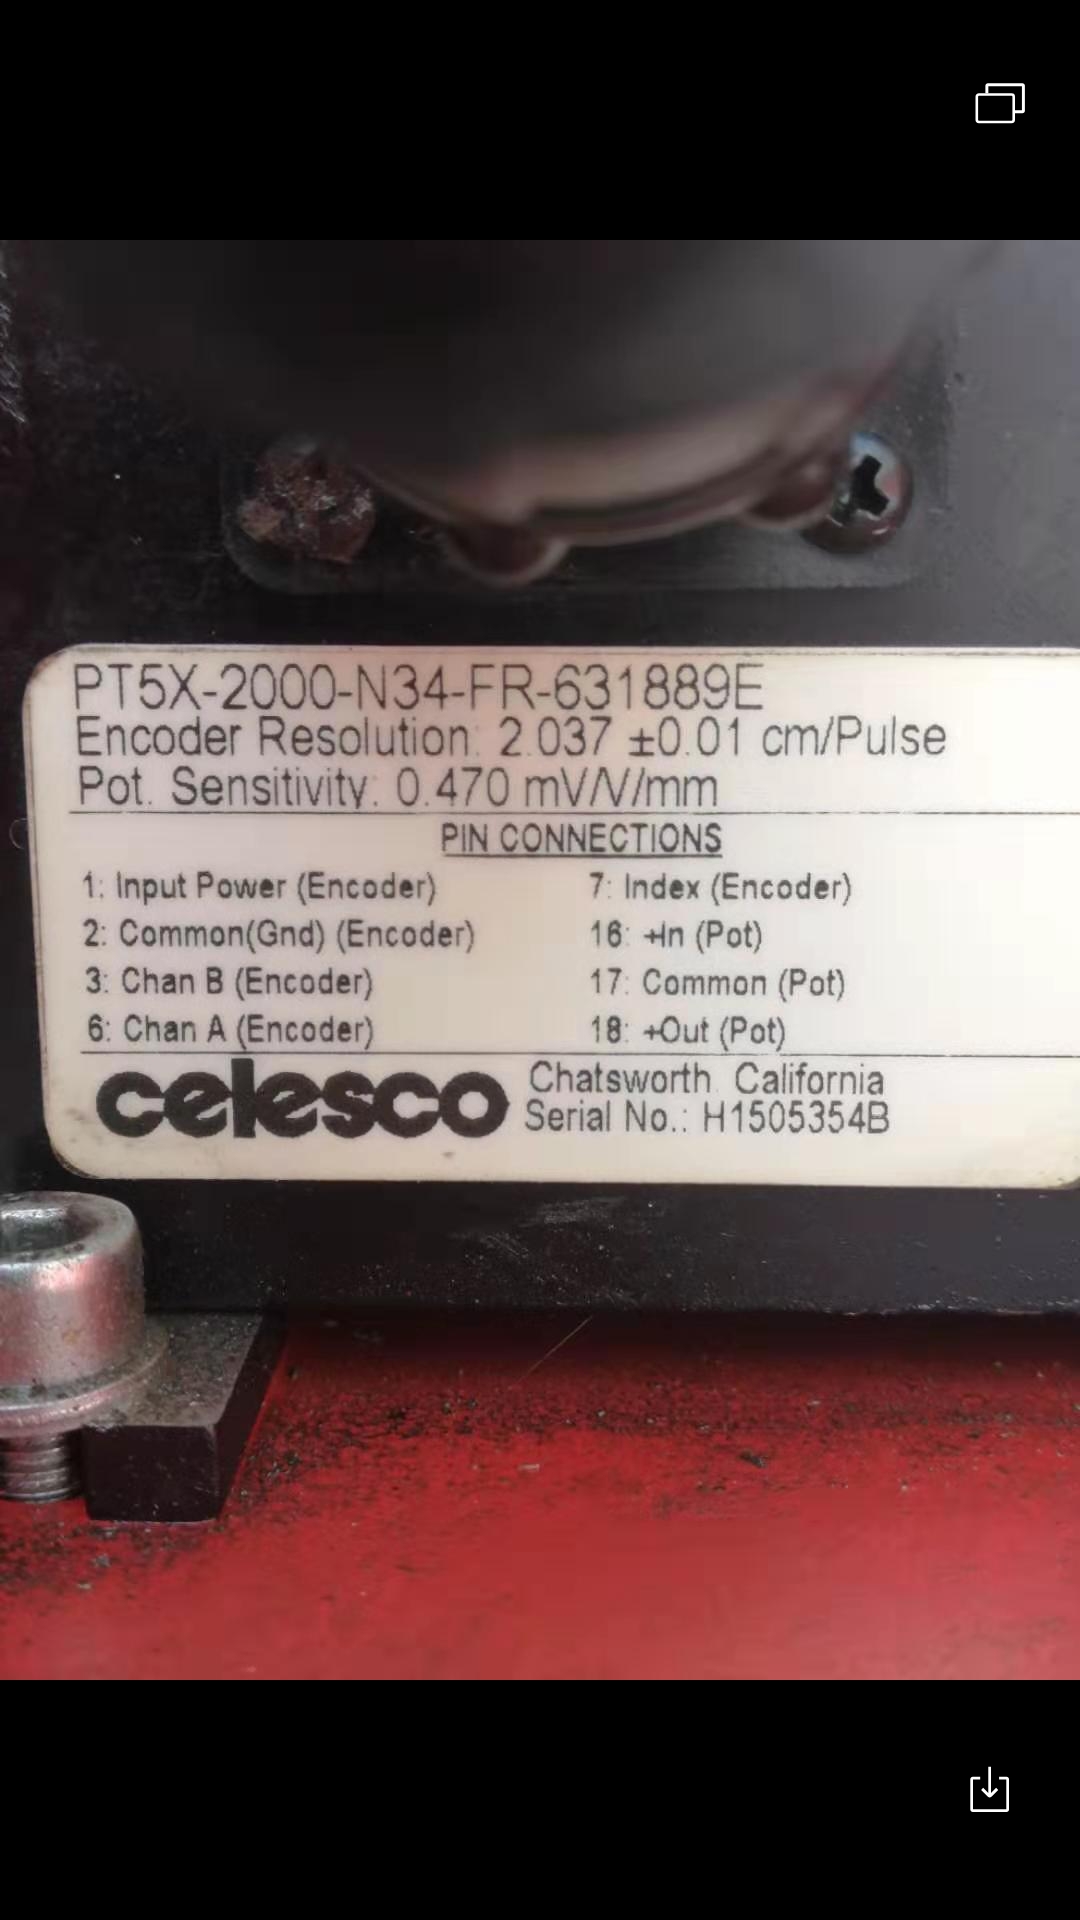 PT5X-2000-N34-FR-631889E
Encoder Resolution: 2.037 ±0.01 cm/Pulse
Pot. Sensitivity: 0.470 mV/V/mm
PIN CONNECTIONS
1: Input Power (Encoder) 7: Index (Encoder)
2: Common(Gnd) (Encoder) 16: +In (Pot)
3: Chan B (Encoder) 17: Common (Pot)
6: Chan A (Encoder) 18: +Out (Pot)
celesco Chatsworth California
Serial No.: H1505354B